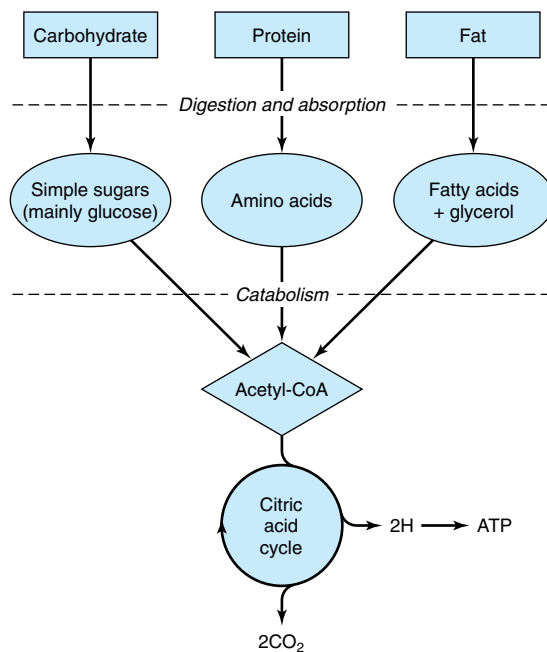 Carbohydrate
Protein
Fat
Digestion and absorption
Simple sugars
(mainly glucose)
Amino acids
Fatty acids
+ glycerol
Catabolism
Acetyl-CoA
Citric
acid
cycle
2H
ATP
2CO₂